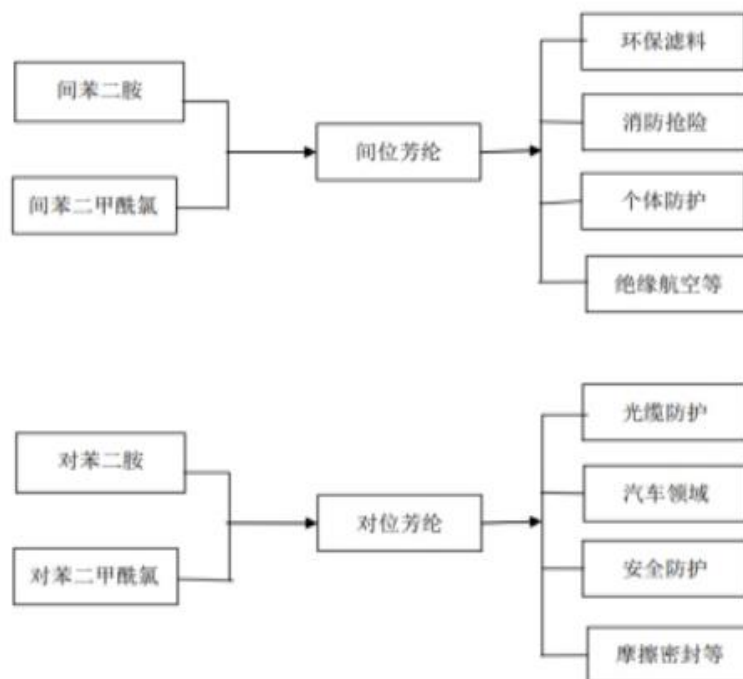 间苯二胺
间苯二甲酰氯
间位芳纶
环保滤料
消防抢险
个体防护
绝缘航空等
对苯二胺
对苯二甲酰氯
对位芳纶
光缆防护
汽车领域
安全防护
摩擦密封等